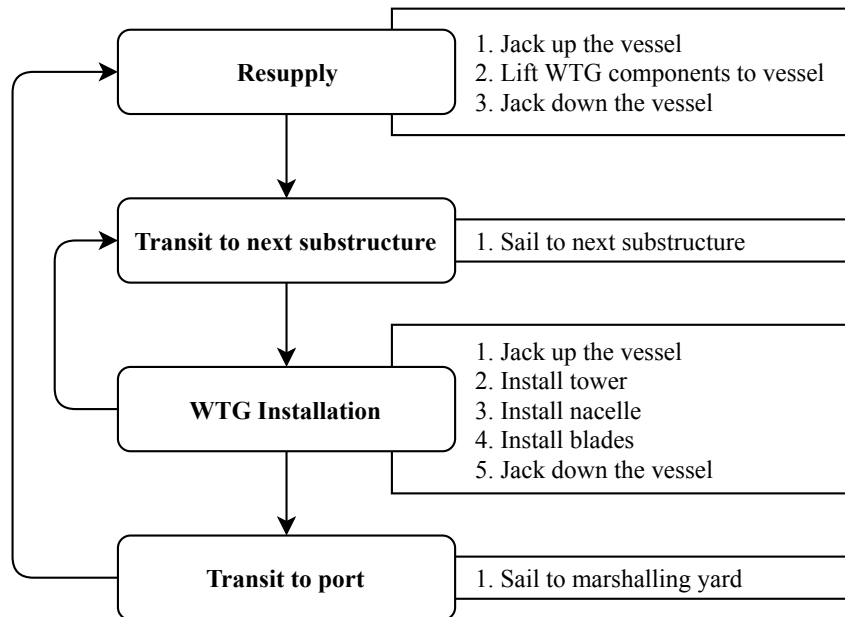 Resupply
1. Jack up the vessel
2. Lift WTG components to vessel
3. Jack down the vessel
Transit to next substructure
1. Sail to next substructure
WTG Installation
1. Jack up the vessel
2. Install tower
3. Install nacelle
4. Install blades
5. Jack down the vessel
Transit to port
1. Sail to marshalling yard